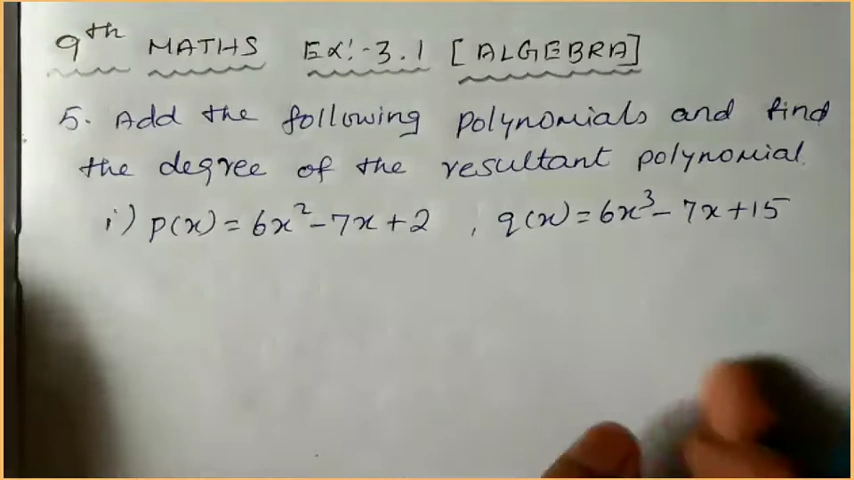 9th MATHS Ex:-3.1 [ALGEBRA]
5. Add the following polynomials and find
the degree of the resultant polynomial.
i) p(x) = 6x² - 7x + 2 , q(x) = 6x³ - 7x + 15